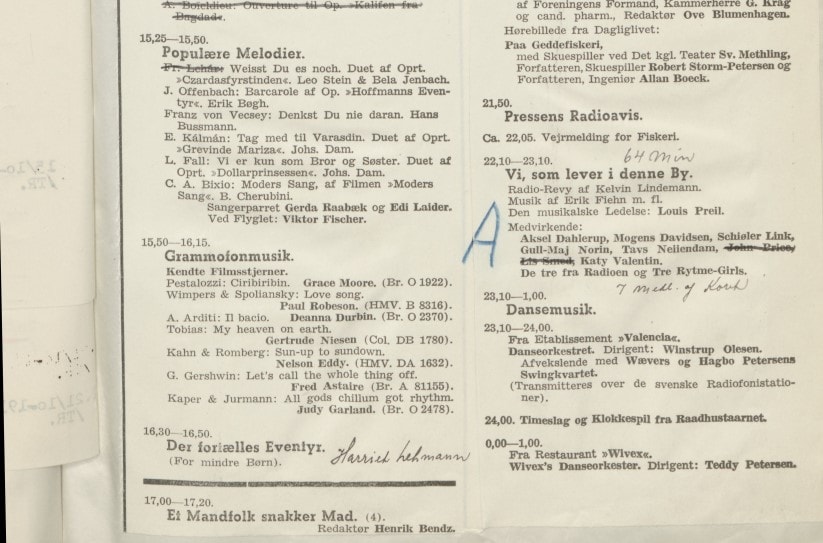 A. Boieldieu: Ouverture til Op. »Kalifen fra
Bagdad«.
15,25—15,50.
Populære Melodier.
Fr. Lehár: Weisst Du es noch. Duet af Oprt.
»Czardasfyrstinden«. Leo Stein & Bela Jenbach.
J. Offenbach: Barcarole af Op. »Hoffmanns Even-
tyr«. Erik Bøgh.
Franz von Vecsey: Denkst Du nie daran. Hans
Bussmann.
E. Kálmán: Tag med til Varasdin. Duet af Oprt.
»Grevinde Mariza«. Johs. Dam.
L. Fall: Vi er kun som Bror og Søster. Duet af
Oprt. »Dollarprinsessen«. Johs. Dam.
C. A. Bixio: Moders Sang, af Filmen »Moders
Sang«. B. Cherubini.
Sangerparret Gerda Raabæk og Edi Laider.
Ved Flyglet: Viktor Fischer.
15,50—16,15.
Grammofonmusik.
Kendte Filmsstjerner.
Pestalozzi: Ciribiribin. Grace Moore. (Br. O 1922).
Wimpers & Spoliansky: Love song.
Paul Robeson. (HMV. B 8316).
A. Arditi: Il bacio. Deanna Durbin. (Br. O 2370).
Tobias: My heaven on earth.
Gertrude Niesen (Col. DB 1780).
Kahn & Romberg: Sun-up to sundown.
Nelson Eddy. (HMV. DA 1632).
G. Gershwin: Let's call the whole thing off.
Fred Astaire (Br. A 81155).
Kaper & Jurmann: All gods chillum got rhythm.
Judy Garland. (Br. O 2478).
16,30—16,50.
Der fortælles Eventyr. Harriet Lehmann
(For mindre Børn).
17,00—17,20.
Et Mandfolk snakker Mad. (4).
Redaktør Henrik Bendz.
af Foreningens Formand, Kammerherre G. Krag
og cand. pharm., Redaktør Ove Blumenhagen.
Hørebillede fra Dagliglivet:
Paa Geddefiskeri,
med Skuespiller ved Det kgl. Teater Sv. Methling,
Forfatteren, Skuespiller Robert Storm-Petersen og
Forfatteren, Ingeniør Allan Boeck.
21,50.
Pressens Radioavis.
Ca. 22,05. Vejrmelding for Fiskeri.
22,10—23,10. 64 Min
Vi, som lever i denne By.
Radio-Revy af Kelvin Lindemann.
Musik af Erik Fiehn m. fl.
Den musikalske Ledelse: Louis Preil.
A
Medvirkende:
Aksel Dahlerup, Mogens Davidsen, Schiøler Link,
Gull-Maj Norin, Tavs Neiiendam, John Price,
Lis Smed, Katy Valentin.
De tre fra Radioen og Tre Rytme-Girls.
23,10—1,00. 7 Medl. af
Dansemusik.
23,10—24,00.
Fra Etablissement »Valencia«.
Danseorkestret. Dirigent: Winstrup Olesen.
Afvekslende med Wævers og Hagbo Petersens
Swingkvartet.
(Transmitteres over de svenske Radiofonistatio-
ner).
24,00. Timeslag og Klokkespil fra Raadhustaarnet.
0,00—1,00.
Fra Restaurant »Wivex«.
Wivex's Danseorkester. Dirigent: Teddy Petersen.